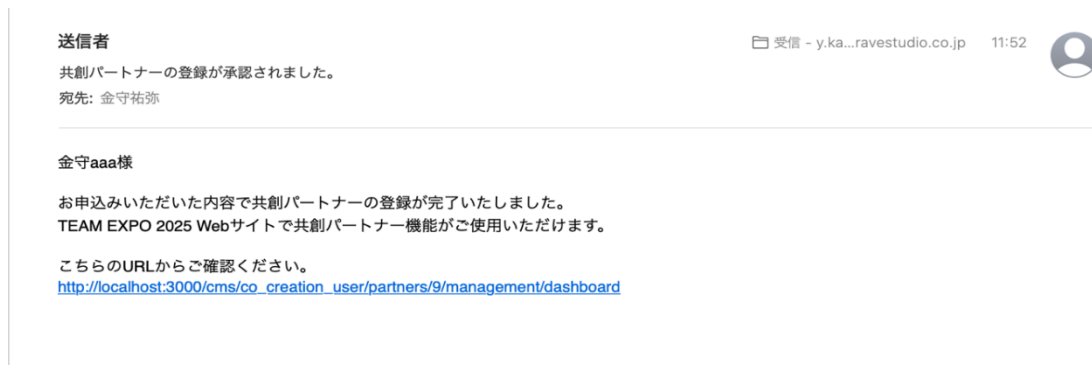 送信者
受信 - y.ka...ravestudio.co.jp 11:52
共創パートナーの登録が承認されました。
宛先: 金守祐弥
金守aaa様
お申込みいただいた内容で共創パートナーの登録が完了いたしました。
TEAM EXPO 2025 Webサイトで共創パートナー機能がご使用いただけます。
こちらのURLからご確認ください。
http://localhost:3000/cms/co_creation_user/partners/9/management/dashboard